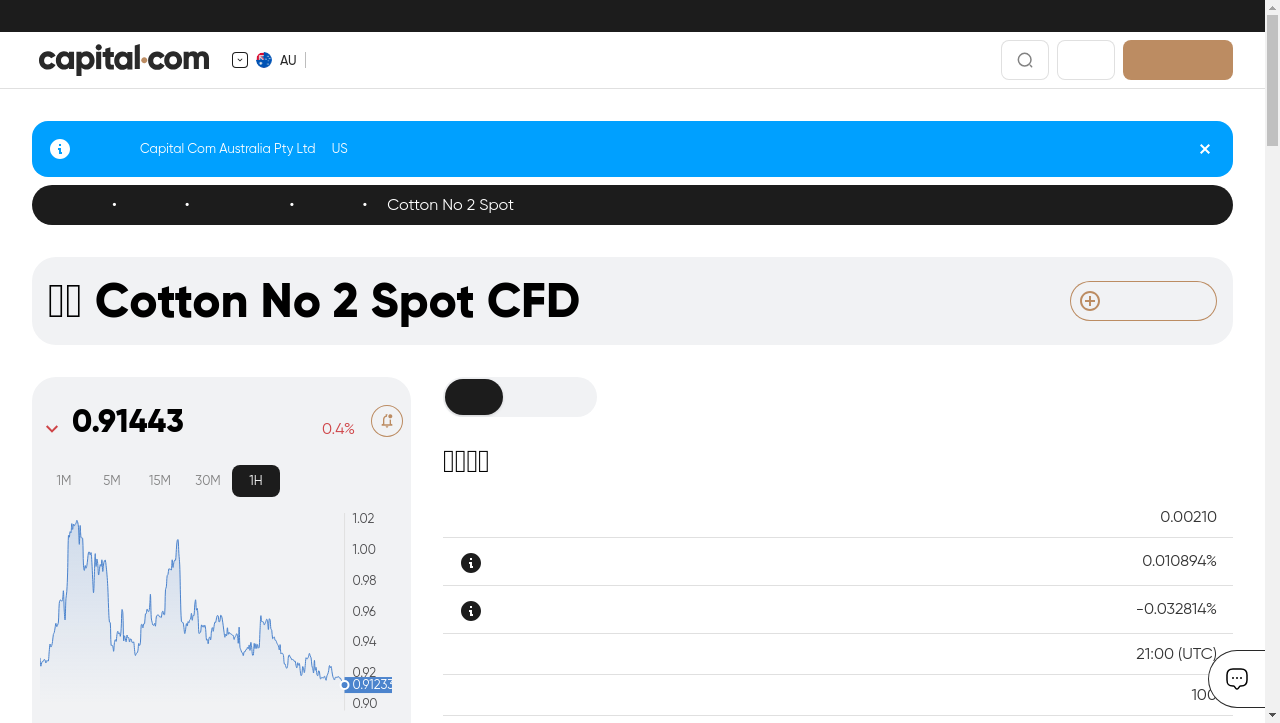 capital.com
AU
Capital Com Australia Pty Ltd US
Cotton No 2 Spot
Cotton No 2 Spot CFD
0.91443
0.4%
1M 5M 15M 30M 1H
1.02
1.00
0.98
0.96
0.94
0.92
0.91233
0.90
0.00210
0.010894%
-0.032814%
21:00 (UTC)
100